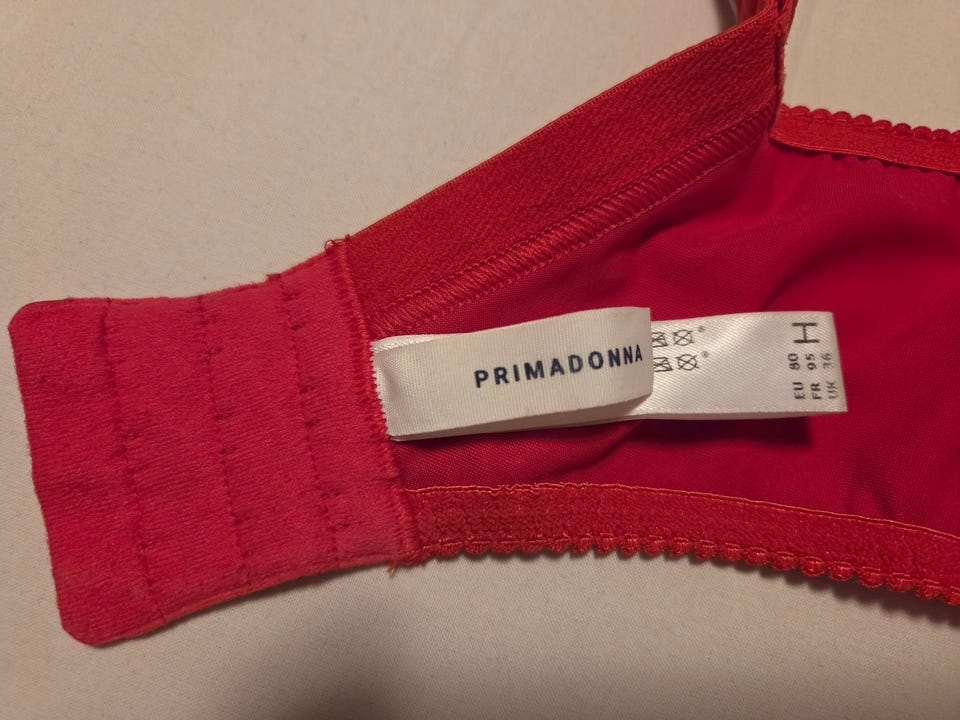 PRIMADONNA
EU 80
FR 95
UK 36
H